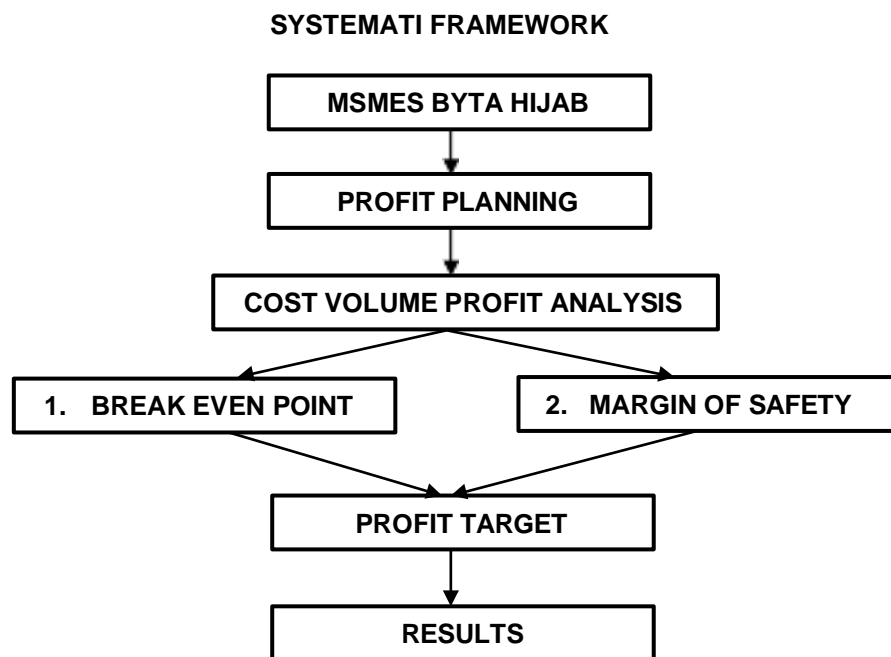 SYSTEMATI FRAMEWORK
MSMES BYTA HIJAB
PROFIT PLANNING
COST VOLUME PROFIT ANALYSIS
1. BREAK EVEN POINT
2. MARGIN OF SAFETY
PROFIT TARGET
RESULTS